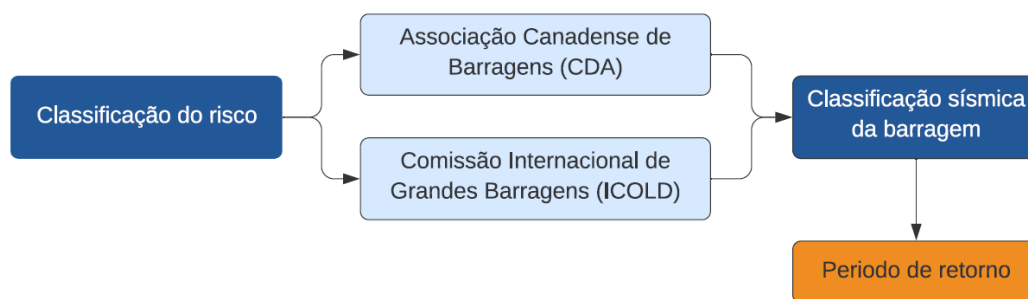 Classificação do risco
Associação Canadense de
Barragens (CDA)
Comissão Internacional de
Grandes Barragens (ICOLD)
Classificação sísmica
da barragem
Periodo de retorno